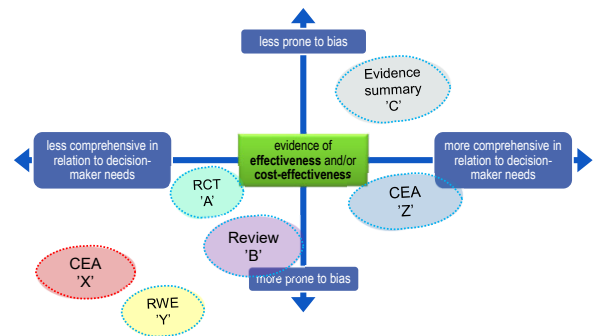 less prone to bias
Evidence
summary
'C'
less comprehensive in
relation to decision-
maker needs
evidence of
effectiveness and/or
cost-effectiveness
more comprehensive in
relation to decision-
maker needs
RCT
'A'
CEA
'Z'
Review
'B'
CEA
'X'
more prone to bias
RWE
'Y'